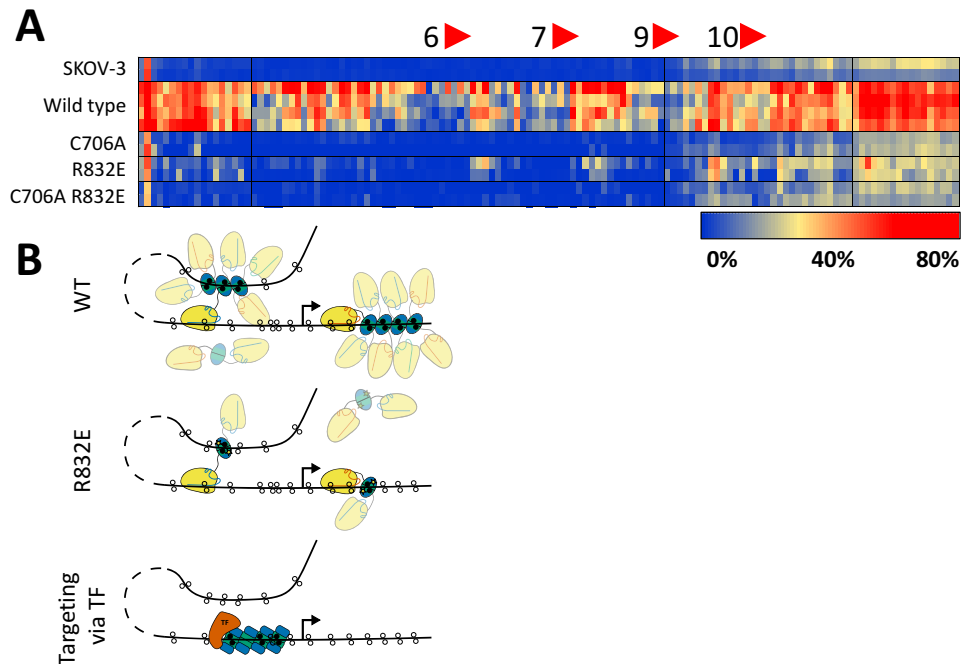 A
6 7 9 10
SKOV-3
Wild type
C706A
R832E
C706A R832E
0% 40% 80%
B
WT
R832E
Targeting
via TF
TF